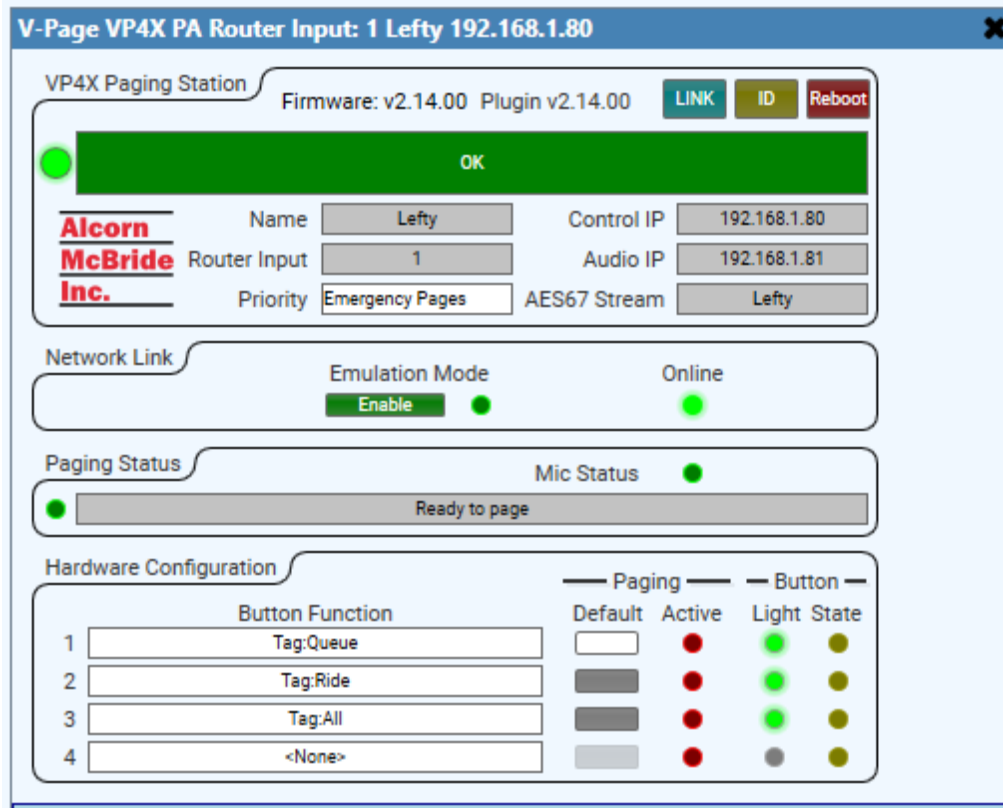 V-Page VP4X PA Router Input: 1 Lefty 192.168.1.80
VP4X Paging Station
Firmware: v2.14.00 Plugin v2.14.00 LINK ID Reboot
OK
Alcorn
McBride
Inc.
Name Lefty Control IP 192.168.1.80
Router Input 1 Audio IP 192.168.1.81
Priority Emergency Pages AES67 Stream Lefty
Network Link
Emulation Mode Online
Enable
Paging Status
Mic Status
Ready to page
Hardware Configuration
Paging Button
Button Function Default Active Light State
1 Tag:Queue
2 Tag:Ride
3 Tag:All
4 <None>